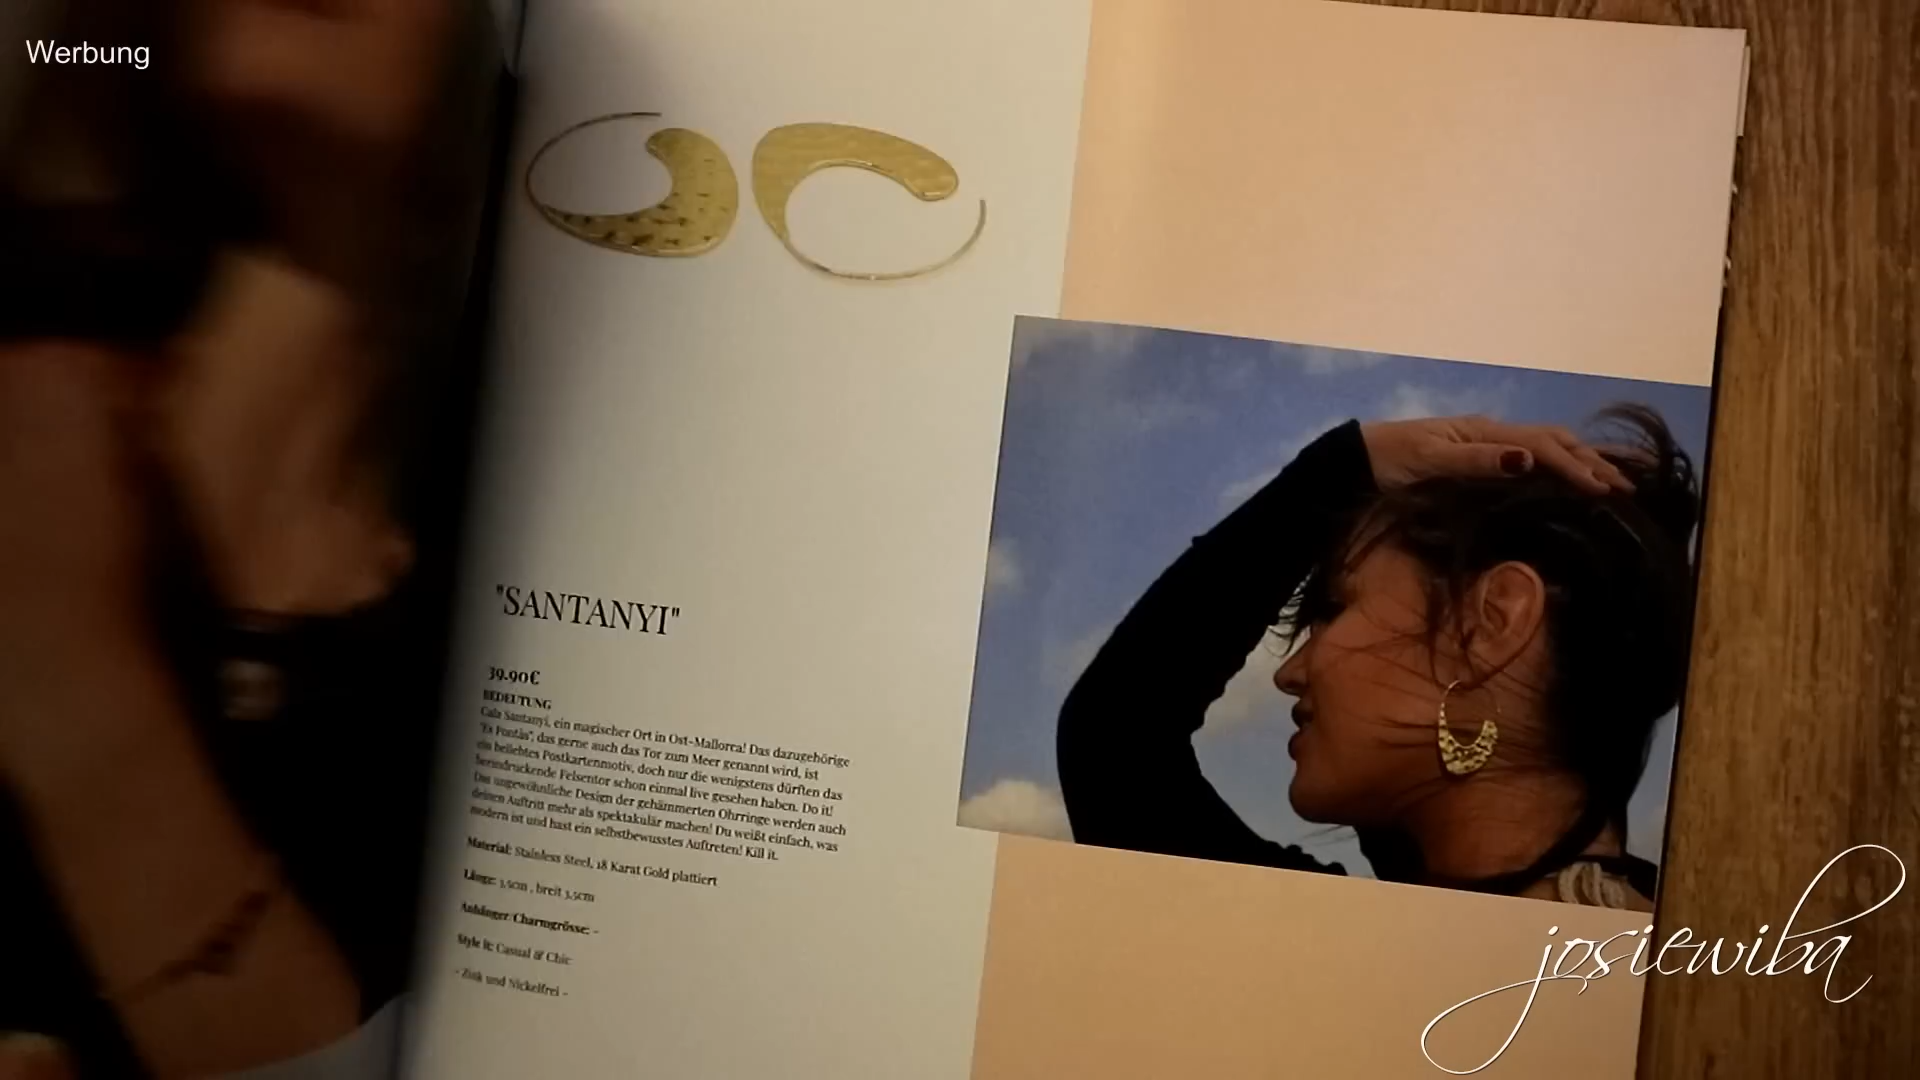 Werbung
"SANTANYI"
39.90€
BEDEUTUNG
Cala Santanyi, ein magischer Ort in Ost-Mallorca! Das dazugehörige
"Es Pontàs", das gerne auch das Tor zum Meer genannt wird, ist
ein beliebtes Postkartenmotiv, doch nur die wenigstens dürften das
beeindruckende Felsentor schon einmal live gesehen haben. Do it!
Das ungewöhnliche Design der gehämmerten Ohrringe werden auch
deinen Auftritt mehr als spektakulär machen! Du weißt einfach, was
modern ist und hast ein selbstbewusstes Auftreten! Kill it.
Material: Stainless Steel, 18 Karat Gold plattiert
Länge: 3,5cm , breit 3,5cm
Anhänger/Charmgrösse: -
Style it: Casual & Chic
- Zink und Nickelfrei -
josiewiba